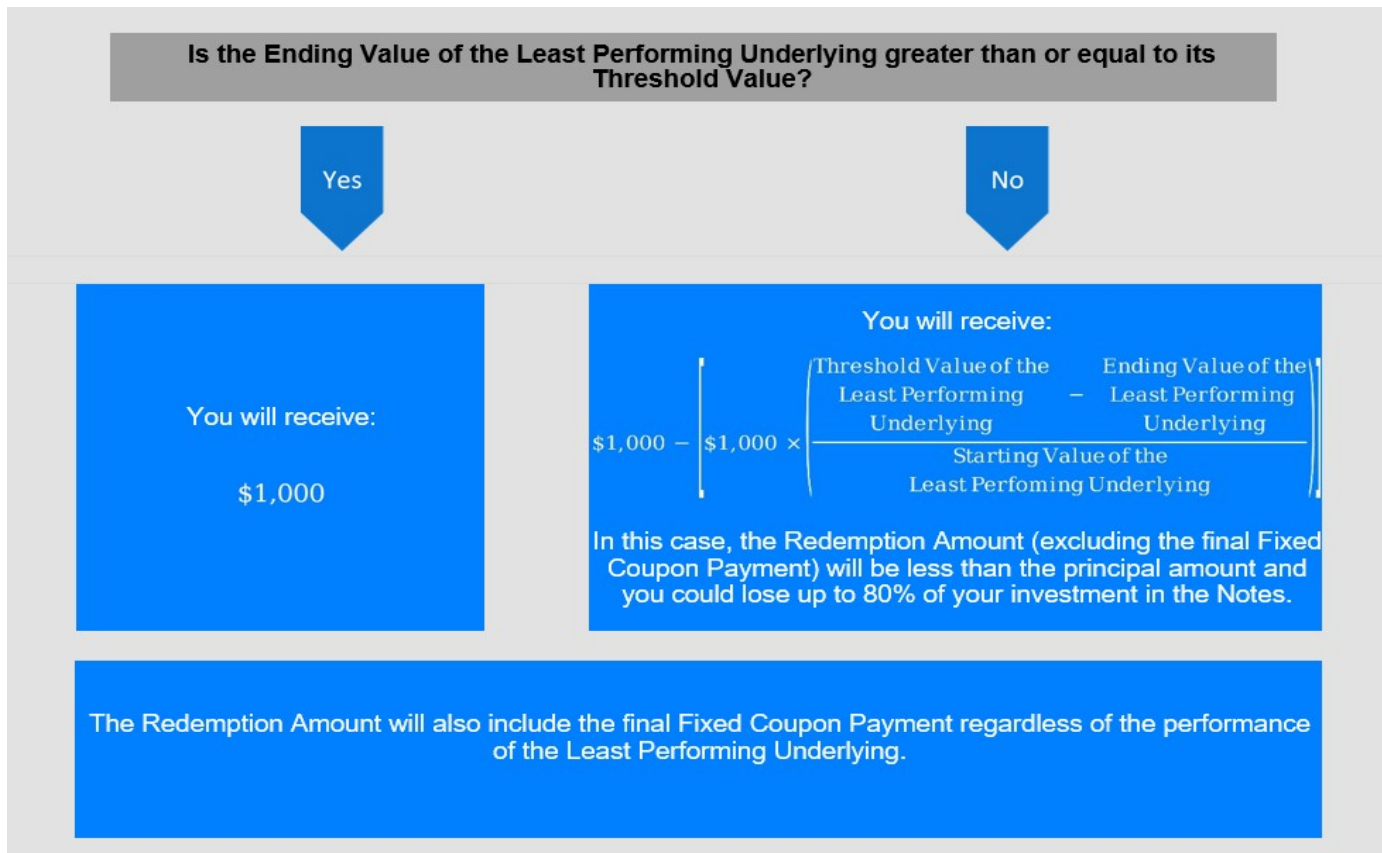 Is the Ending Value of the Least Performing Underlying greater than or equal to its
Threshold Value?
Yes
No
You will receive:
$1,000
You will receive:
$1,000 − [$1,000 × (
Threshold Value of the
Least Performing
Underlying
−
Ending Value of the
Least Performing
Underlying
Starting Value of the
Least Perfoming Underlying
)]
In this case, the Redemption Amount (excluding the final Fixed
Coupon Payment) will be less than the principal amount and
you could lose up to 80% of your investment in the Notes.
The Redemption Amount will also include the final Fixed Coupon Payment regardless of the performance
of the Least Performing Underlying.